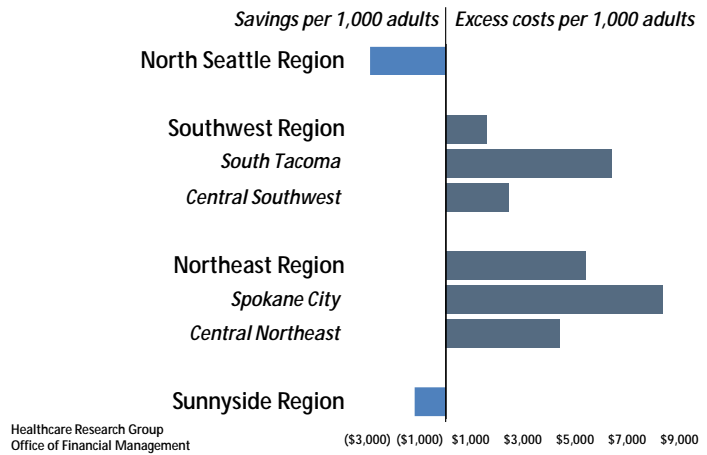 Savings per 1,000 adults Excess costs per 1,000 adults
North Seattle Region
Southwest Region
South Tacoma
Central Southwest
Northeast Region
Spokane City
Central Northeast
Sunnyside Region
Healthcare Research Group
Office of Financial Management
($3,000) ($1,000) $1,000 $3,000 $5,000 $7,000 $9,000